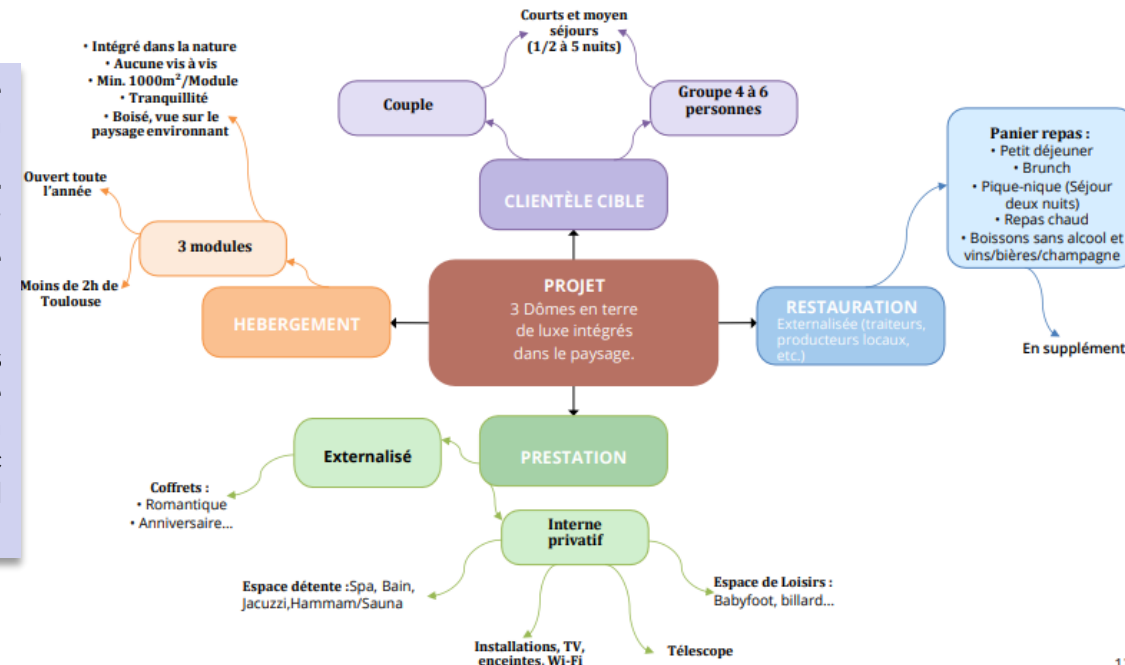 Courts et moyen
séjours
(1/2 à 5 nuits)
• Intégré dans la nature
• Aucune vis à vis
• Min. 1000m²/Module
• Tranquillité
• Boisé, vue sur le
paysage environnant
Couple
Groupe 4 à 6
personnes
Panier repas :
• Petit déjeuner
• Brunch
• Pique-nique (Séjour
deux nuits)
• Repas chaud
• Boissons sans alcool et
vins/bières/champagne
Ouvert toute
l'année
CLIENTÈLE CIBLE
3 modules
Moins de 2h de
Toulouse
HEBERGEMENT
PROJET
3 Dômes en terre
de luxe intégrés
dans le paysage.
RESTAURATION
Externalisée (traiteurs,
producteurs locaux,
etc.)
En supplément
Externalisé
PRESTATION
Coffrets :
• Romantique
• Anniversaire...
Interne
privatif
Espace détente :Spa, Bain,
Jacuzzi,Hammam/Sauna
Espace de Loisirs :
Babyfoot, billard...
Installations, TV,
enceintes, Wi-Fi
Télescope